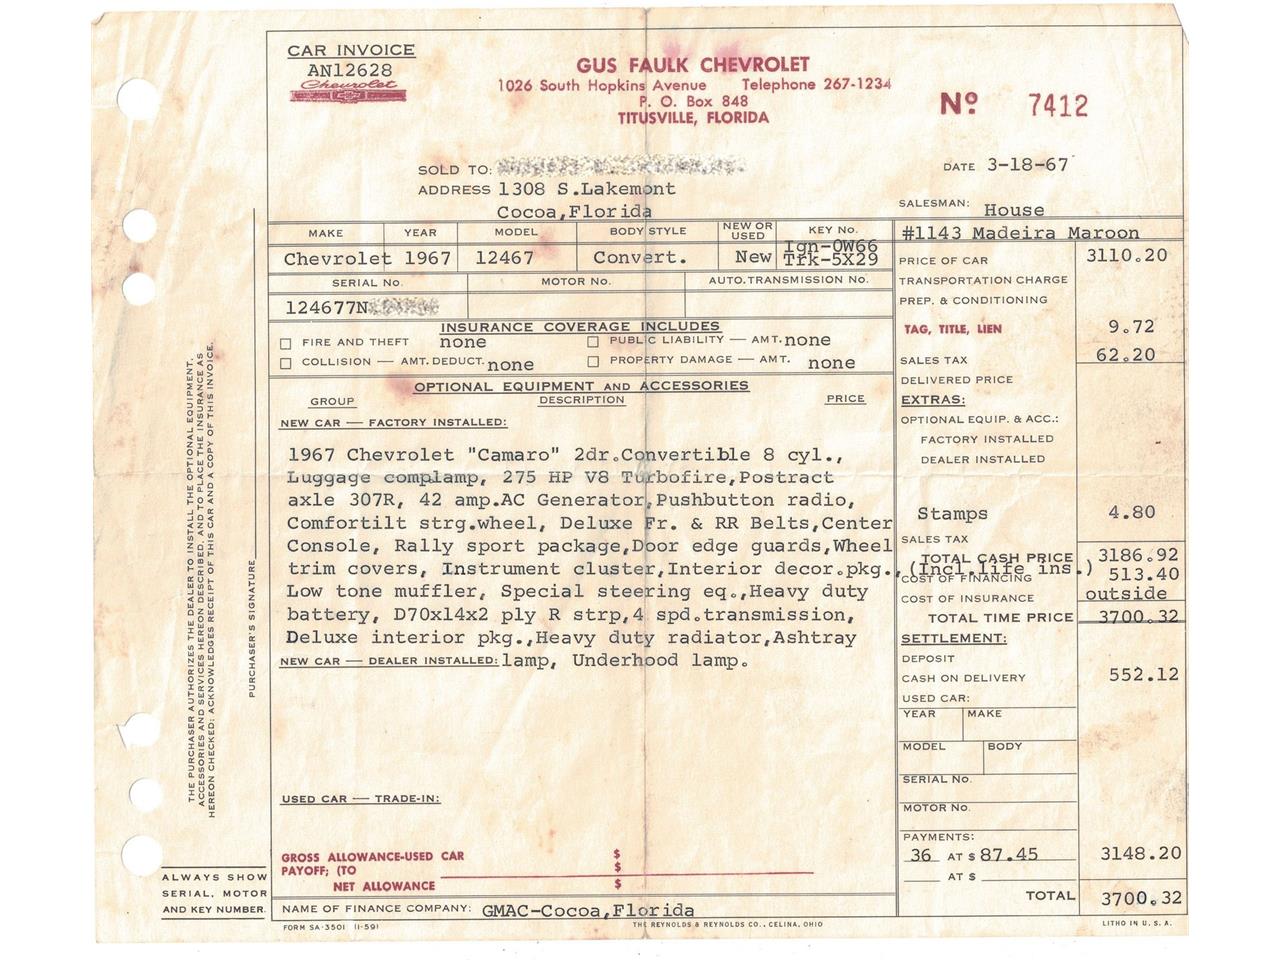 CAR INVOICE
AN12628
Chevrolet
CHEVROLET
GUS FAULK CHEVROLET
1026 South Hopkins Avenue Telephone 267-1234
P. O. Box 848
TITUSVILLE, FLORIDA
Nº 7412
SOLD TO:
DATE 3-18-67
ADDRESS 1308 S.Lakemont
Cocoa,Florida
SALESMAN: House
MAKE YEAR MODEL BODY STYLE NEW OR USED KEY No.
Chevrolet 1967 12467 Convert. New Ign-OW66
Trk-5X29
#1143 Madeira Maroon
SERIAL No. MOTOR No. AUTO.TRANSMISSION No.
124677N
INSURANCE COVERAGE INCLUDES
FIRE AND THEFT none PUBLIC LIABILITY — AMT. none
COLLISION — AMT. DEDUCT. none PROPERTY DAMAGE — AMT. none
OPTIONAL EQUIPMENT AND ACCESSORIES
GROUP DESCRIPTION PRICE
NEW CAR — FACTORY INSTALLED:
1967 Chevrolet "Camaro" 2dr.Convertible 8 cyl.,
Luggage complamp, 275 HP V8 Turbofire,Postract
axle 307R, 42 amp.AC Generator,Pushbutton radio,
Comfortilt strg.wheel, Deluxe Fr. & RR Belts,Center
Console, Rally sport package,Door edge guards,Wheel
trim covers, Instrument cluster,Interior decor.pkg.,
Low tone muffler, Special steering eq.,Heavy duty
battery, D70x14x2 ply R strp,4 spd.transmission,
Deluxe interior pkg.,Heavy duty radiator,Ashtray
NEW CAR — DEALER INSTALLED: lamp, Underhood lamp.
USED CAR — TRADE-IN:
GROSS ALLOWANCE-USED CAR $
PAYOFF; (TO $
NET ALLOWANCE $
NAME OF FINANCE COMPANY: GMAC-Cocoa,Florida
PRICE OF CAR 3110.20
TRANSPORTATION CHARGE
PREP. & CONDITIONING
TAG, TITLE, LIEN 9.72
SALES TAX 62.20
DELIVERED PRICE
EXTRAS:
OPTIONAL EQUIP. & ACC.:
FACTORY INSTALLED
DEALER INSTALLED
Stamps 4.80
SALES TAX
TOTAL CASH PRICE 3186.92
(Incl.life ins.)
COST OF FINANCING 513.40
COST OF INSURANCE outside
TOTAL TIME PRICE 3700.32
SETTLEMENT:
DEPOSIT
CASH ON DELIVERY 552.12
USED CAR:
YEAR MAKE
MODEL BODY
SERIAL No.
MOTOR No.
PAYMENTS:
36 AT $ 87.45 3148.20
AT $
TOTAL 3700.32
THE PURCHASER AUTHORIZES THE DEALER TO INSTALL THE OPTIONAL EQUIPMENT,
ACCESSORIES AND SERVICES HEREON DESCRIBED, AND TO PLACE THE INSURANCE AS
HEREON CHECKED; ACKNOWLEDGES RECEIPT OF THIS CAR AND A COPY OF THIS INVOICE.
PURCHASER'S SIGNATURE
ALWAYS SHOW
SERIAL, MOTOR
AND KEY NUMBER.
FORM SA-3501 (1-59)
THE REYNOLDS & REYNOLDS CO., CELINA, OHIO
LITHO IN U. S. A.